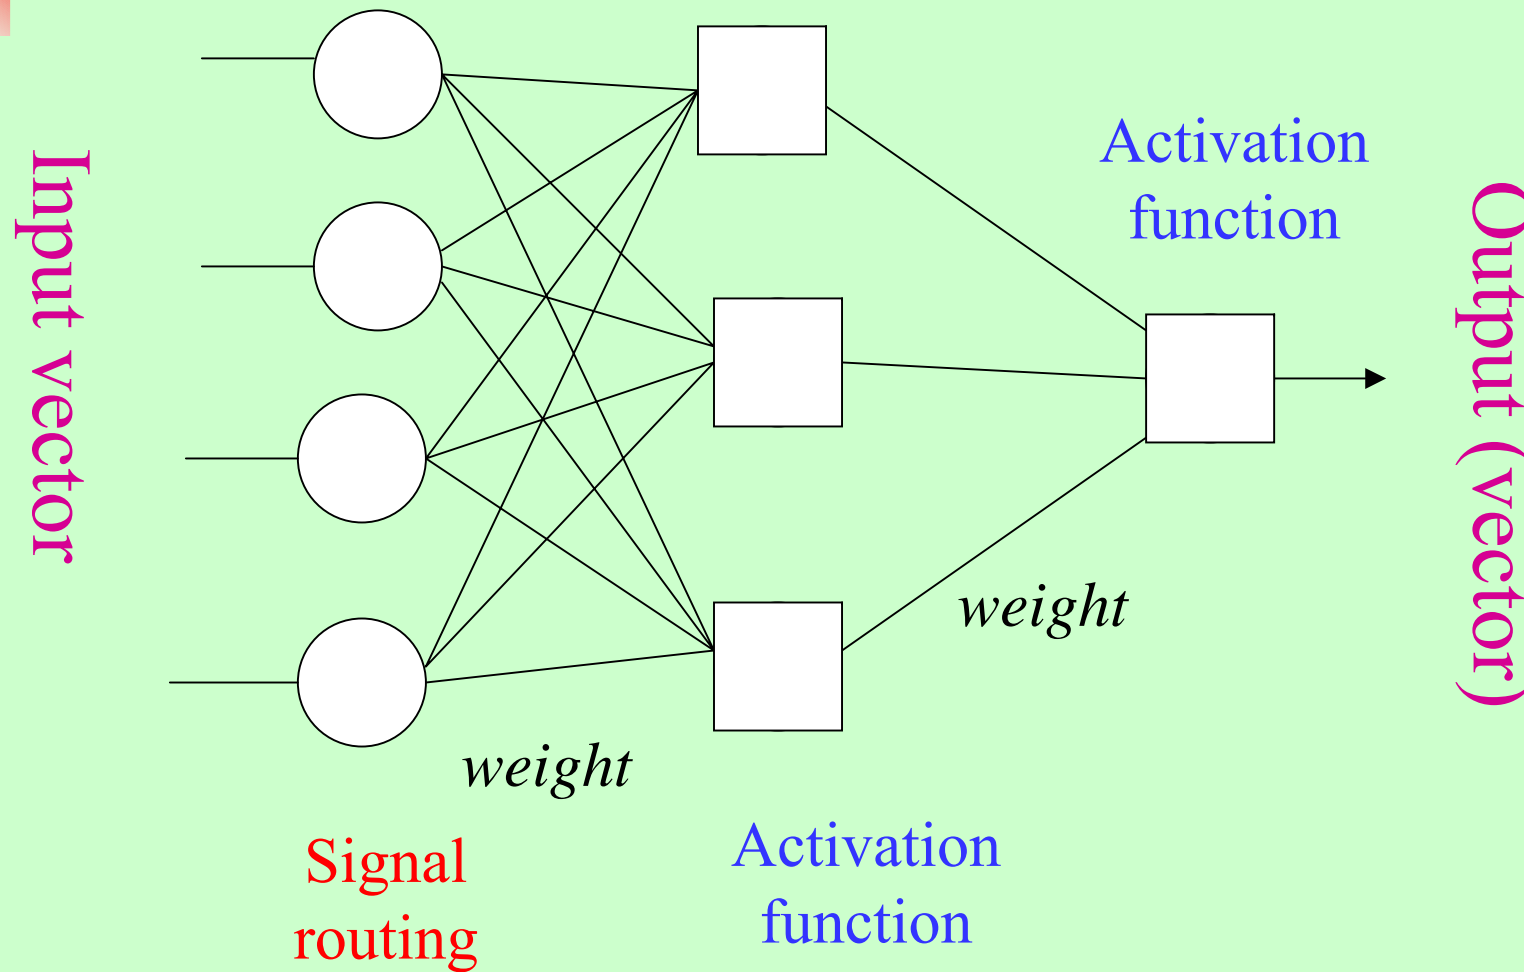 Input vector
Activation
function
Output (vector)
weight
weight
Signal
routing
Activation
function